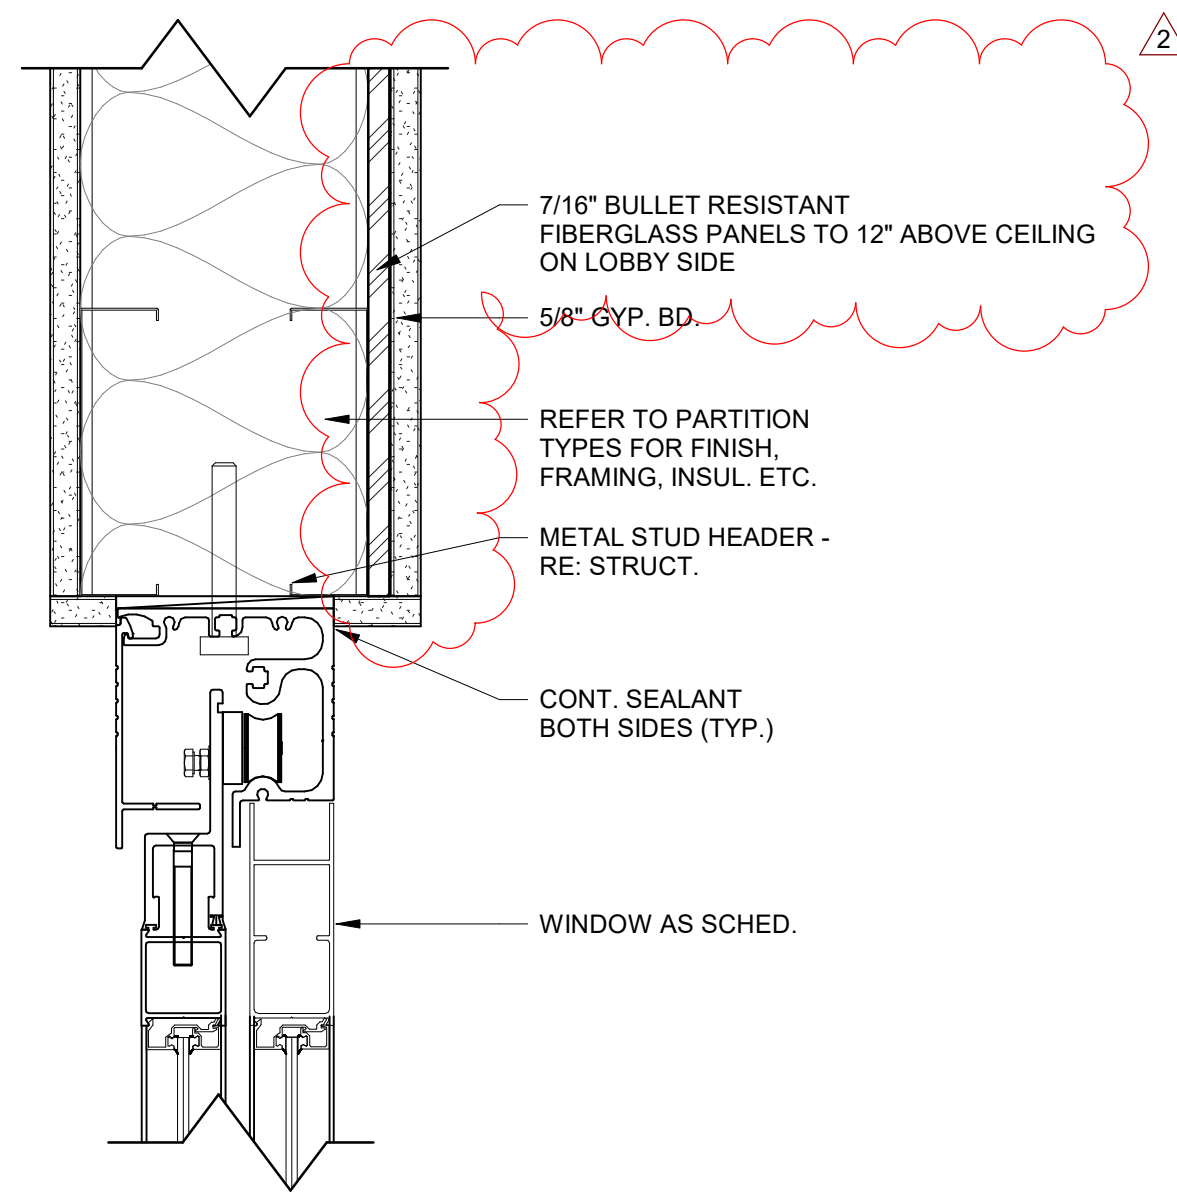 2
7/16" BULLET RESISTANT
FIBERGLASS PANELS TO 12" ABOVE CEILING
ON LOBBY SIDE
5/8" GYP. BD.
REFER TO PARTITION
TYPES FOR FINISH,
FRAMING, INSUL. ETC.
METAL STUD HEADER -
RE: STRUCT.
CONT. SEALANT
BOTH SIDES (TYP.)
WINDOW AS SCHED.